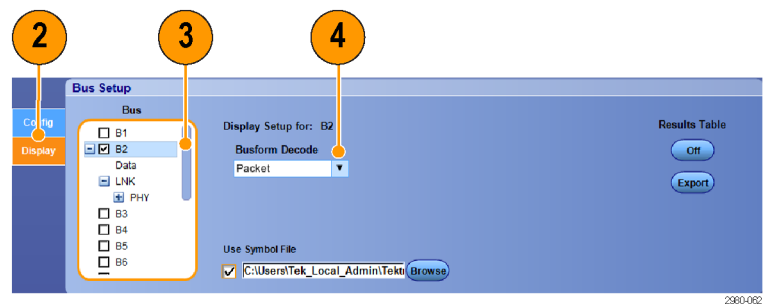 2
3
4
Bus Setup
Config
Display
Bus
B1
B2
Data
LNK
PHY
B3
B4
B5
B6
Display Setup for: B2
Busform Decode
Packet
Use Symbol File
C:\Users\Tek_Local_Admin\Tektr
Browse
Results Table
Off
Export
2980-062